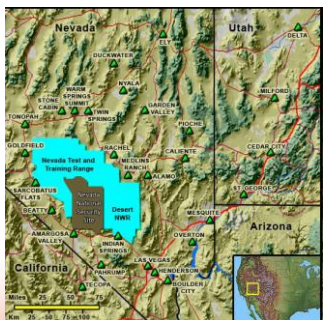 Nevada
Utah
ELY
DELTA
DUCKWATER
NYALA
MILFORD
WARM
SPRINGS
SUMMIT
STONE
CABIN
TWIN
SPRINGS
GARDEN
VALLEY
TONOPAH
PIOCHE
GOLDFIELD
RACHEL
CALIENTE
CEDAR CITY
Nevada Test and
Training Range
MEDLINS
RANCH
ALAMO
SARCOBATUS
FLATS
ST. GEORGE
Nevada
National
Security
Site
Desert
NWR
BEATTY
MESQUITE
AMARGOSA
VALLEY
OVERTON
Arizona
INDIAN
SPRINGS
California
LAS VEGAS
PAHRUMP
HENDERSON
TECOPA
BOULDER
CITY
Miles
0 25 50 75
Km 0 25 50 75 100